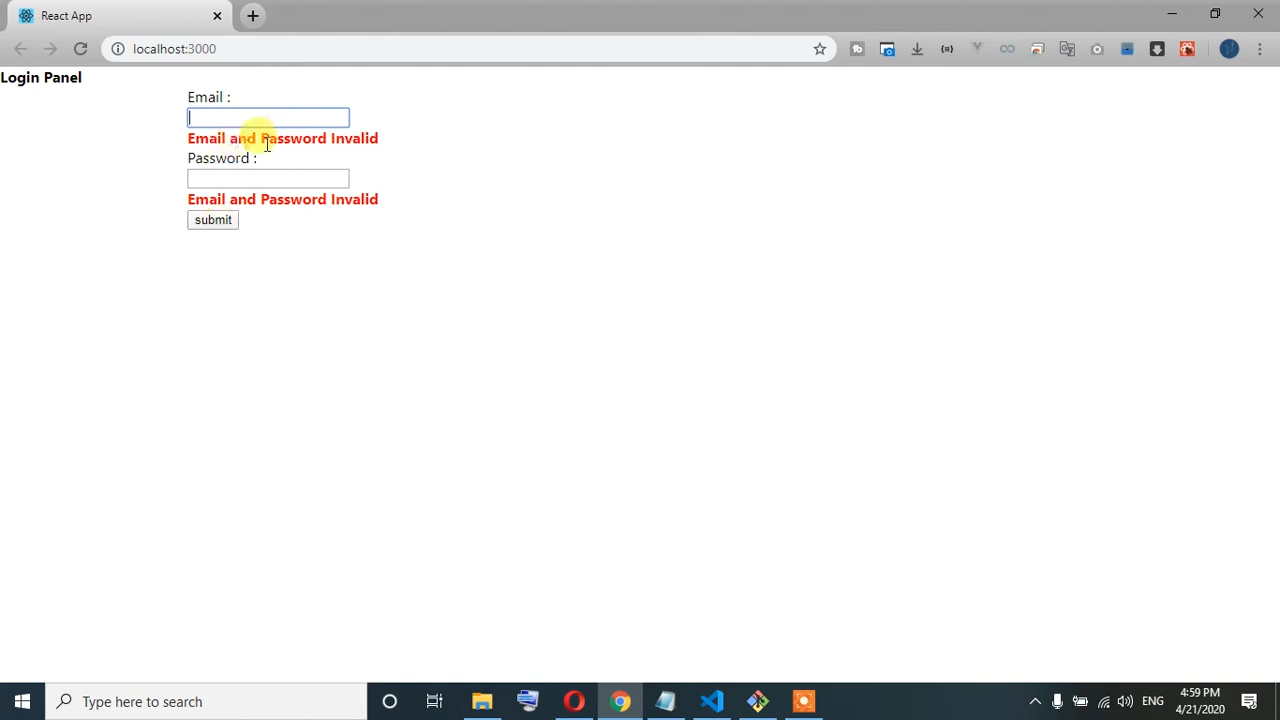 React App
localhost:3000
Login Panel
Email :
Email and Password Invalid
Password :
Email and Password Invalid
submit
Type here to search
ENG
4:59 PM
4/21/2020